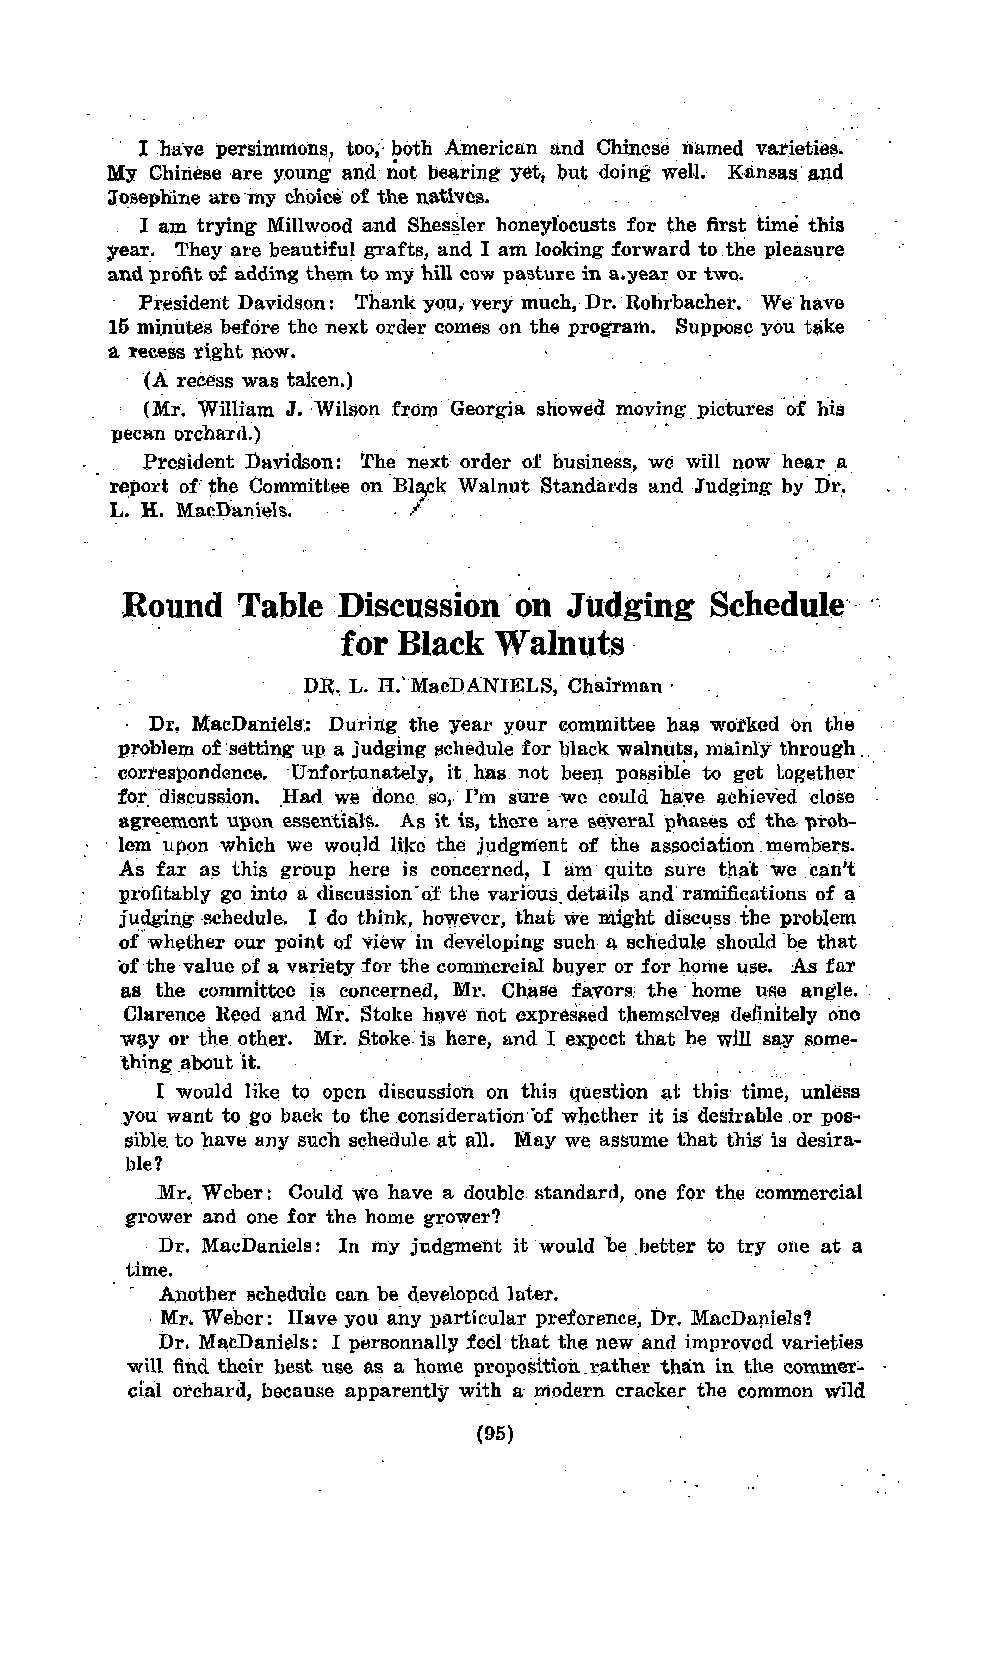 I have persimmons, too, both American and Chinese named varieties.
My Chinese are young and not bearing yet, but doing well. Kansas and
Josephine are my choice of the natives.
I am trying Millwood and Shessler honeylocusts for the first time this
year. They are beautiful grafts, and I am looking forward to the pleasure
and profit of adding them to my hill cow pasture in a year or two.
President Davidson: Thank you, very much, Dr. Rohrbacher. We have
15 minutes before the next order comes on the program. Suppose you take
a recess right now.
(A recess was taken.)
(Mr. William J. Wilson from Georgia showed moving pictures of his
pecan orchard.)
President Davidson: The next order of business, we will now hear a
report of the Committee on Black Walnut Standards and Judging by Dr.
L. H. MacDaniels.
Round Table Discussion on Judging Schedule
for Black Walnuts
DR. L. H. MacDANIELS, Chairman
Dr. MacDaniels: During the year your committee has worked on the
problem of setting up a judging schedule for black walnuts, mainly through
correspondence. Unfortunately, it has not been possible to get together
for discussion. Had we done so, I'm sure we could have achieved close
agreement upon essentials. As it is, there are several phases of the prob-
lem upon which we would like the judgment of the association members.
As far as this group here is concerned, I am quite sure that we can't
profitably go into a discussion of the various details and ramifications of a
judging schedule. I do think, however, that we might discuss the problem
of whether our point of view in developing such a schedule should be that
of the value of a variety for the commercial buyer or for home use. As far
as the committee is concerned, Mr. Chase favors the home use angle.
Clarence Reed and Mr. Stoke have not expressed themselves definitely one
way or the other. Mr. Stoke is here, and I expect that he will say some-
thing about it.
I would like to open discussion on this question at this time, unless
you want to go back to the consideration of whether it is desirable or pos-
sible to have any such schedule at all. May we assume that this is desira-
ble?
Mr. Weber: Could we have a double standard, one for the commercial
grower and one for the home grower?
Dr. MacDaniels: In my judgment it would be better to try one at a
time.
Another schedule can be developed later.
Mr. Weber: Have you any particular preference, Dr. MacDaniels?
Dr. MacDaniels: I personnally feel that the new and improved varieties
will find their best use as a home proposition rather than in the commer-
cial orchard, because apparently with a modern cracker the common wild
(95)